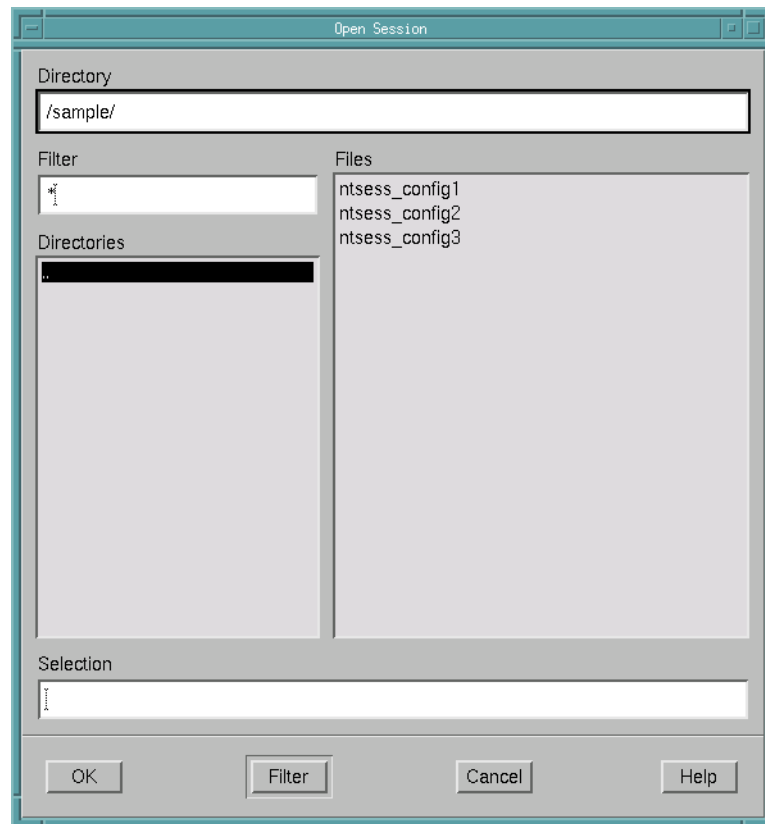 Open Session
Directory
/sample/
Filter
*
Files
ntsess_config1
ntsess_config2
ntsess_config3
Directories
..
Selection
OK
Filter
Cancel
Help